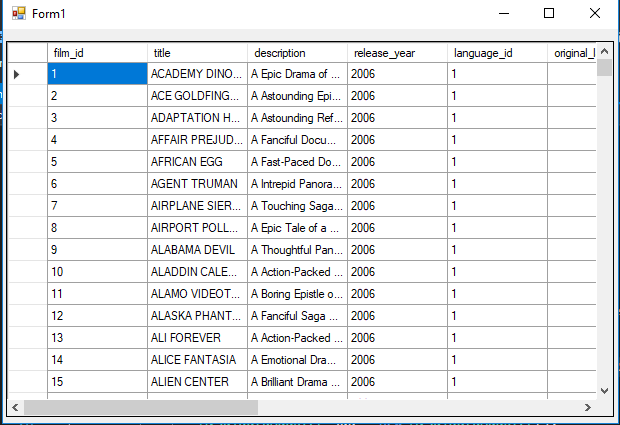 Form1
film_id title description release_year language_id original_l
1 ACADEMY DINO... A Epic Drama of ... 2006 1
2 ACE GOLDFING... A Astounding Epi... 2006 1
3 ADAPTATION H... A Astounding Ref... 2006 1
4 AFFAIR PREJUD... A Fanciful Docu... 2006 1
5 AFRICAN EGG A Fast-Paced Do... 2006 1
6 AGENT TRUMAN A Intrepid Panora... 2006 1
7 AIRPLANE SIER... A Touching Saga... 2006 1
8 AIRPORT POLL... A Epic Tale of a ... 2006 1
9 ALABAMA DEVIL A Thoughtful Pan... 2006 1
10 ALADDIN CALE... A Action-Packed ... 2006 1
11 ALAMO VIDEOT... A Boring Epistle o... 2006 1
12 ALASKA PHANT... A Fanciful Saga ... 2006 1
13 ALI FOREVER A Action-Packed ... 2006 1
14 ALICE FANTASIA A Emotional Dra... 2006 1
15 ALIEN CENTER A Brilliant Drama ... 2006 1